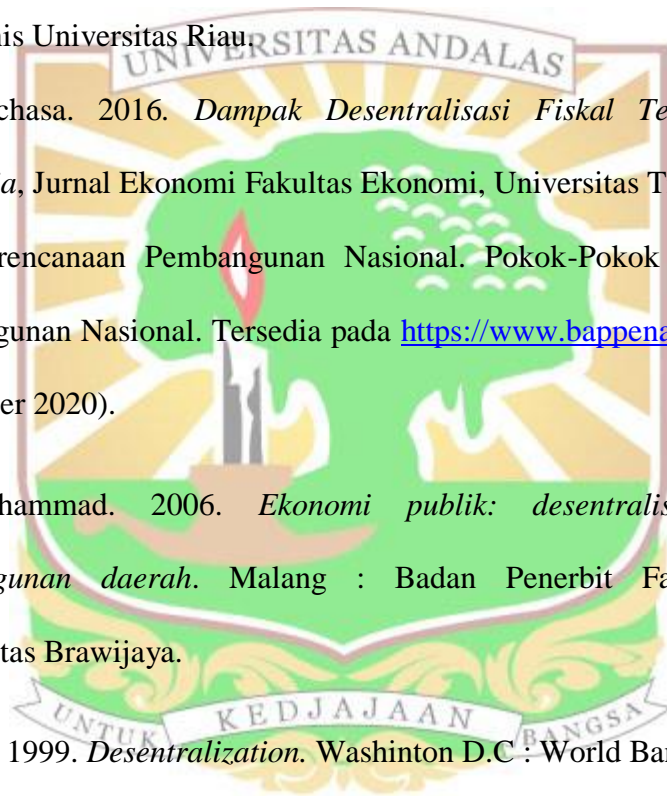 nis Universitas Riau.
UNIVERSITAS ANDALAS
chasa. 2016. Dampak Desentralisasi Fiskal Te
a, Jurnal Ekonomi Fakultas Ekonomi, Universitas T
rencanaan Pembangunan Nasional. Pokok-Pokok
gunan Nasional. Tersedia pada https://www.bappena
er 2020).
hammad. 2006. Ekonomi publik: desentralis
gunan daerah. Malang : Badan Penerbit Fa
tas Brawijaya.
UNTUK KEDJAJAAN BANGSA
1999. Desentralization. Washinton D.C : World Ban